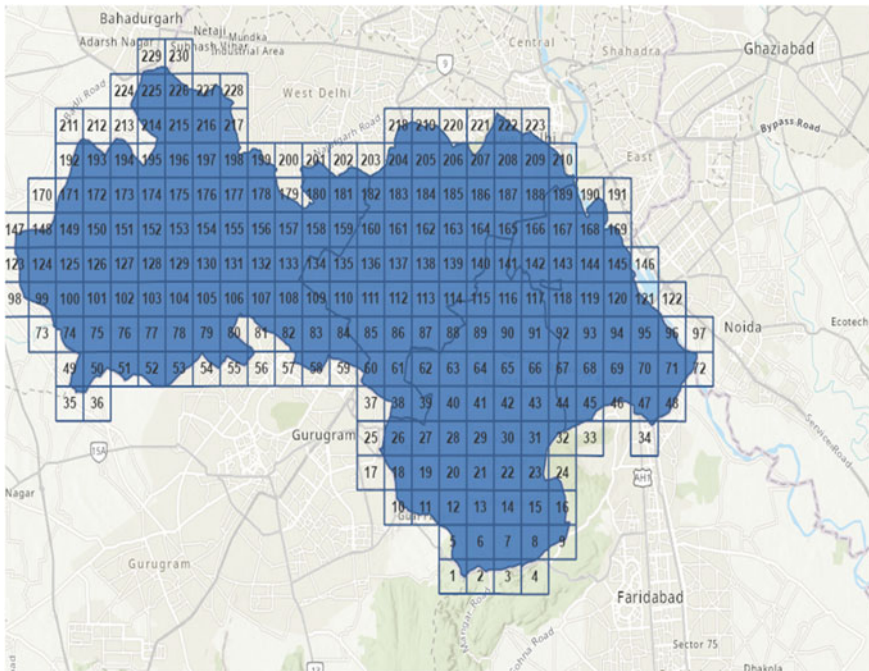 Bahadurgarh
Netaji
Adarsh Nagar
Subhash Vihar
Mundka
Industrial Area
Central
Shahadra
Ghaziabad
9
229 230
224 225 226 227 228
West Delhi
Bypass Road
211 212 213 214 215 216 217
218 219 220 221 222 223
Najafgarh Road
East
192 193 194 195 196 197 198 199 200 201 202 203 204 205 206 207 208 209 210
170 171 172 173 174 175 176 177 178 179 180 181 182 183 184 185 186 187 188 189 190 191
147 148 149 150 151 152 153 154 155 156 157 158 159 160 161 162 163 164 165 166 167 168 169
123 124 125 126 127 128 129 130 131 132 133 134 135 136 137 138 139 140 141 142 143 144 145 146
98 99 100 101 102 103 104 105 106 107 108 109 110 111 112 113 114 115 116 117 118 119 120 121 122
73 74 75 76 77 78 79 80 81 82 83 84 85 86 87 88 89 90 91 92 93 94 95 96 97
Noida
Ecotech
49 50 51 52 53 54 55 56 57 58 59 60 61 62 63 64 65 66 67 68 69 70 71 72
35 36 37 38 39 40 41 42 43 44 45 46 47 48
Gurugram
25 26 27 28 29 30 31 32 33 34
Service Road
15A
17 18 19 20 21 22 23 24
AH1
Nagar
10 11 12 13 14 15 16
5 6 7 8 9
Gurugram
1 2 3 4
Mangar Road
Faridabad
Sohna Road
Sector 75
Dhakola
13